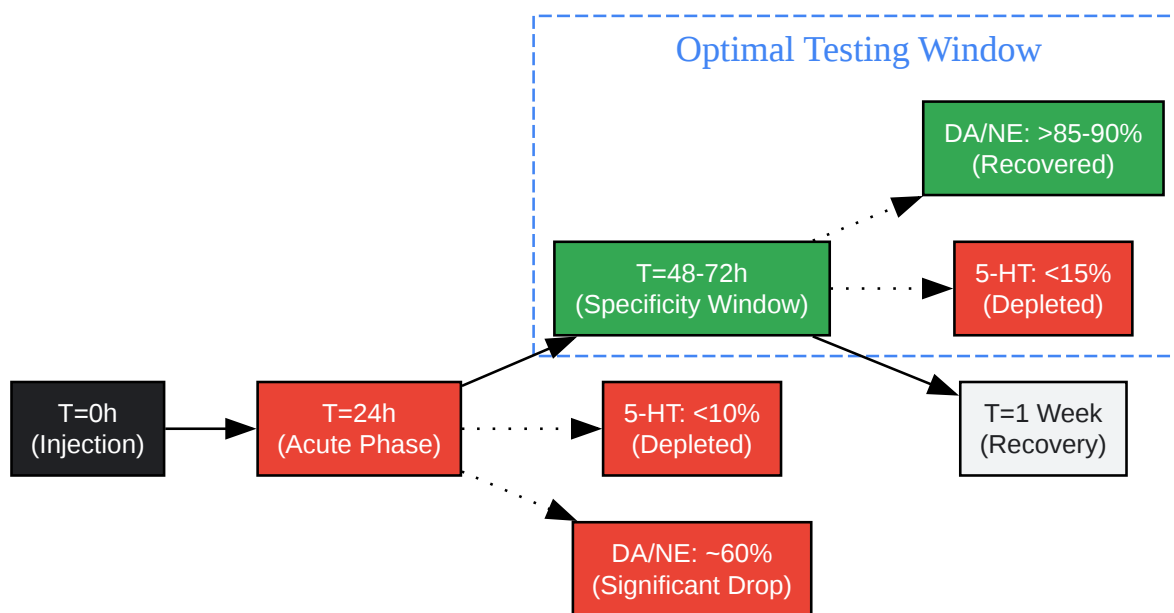 Optimal Testing Window
DA/NE: >85-90%
(Recovered)
T=48-72h
(Specificity Window)
5-HT: <15%
(Depleted)
T=0h
(Injection)
T=24h
(Acute Phase)
5-HT: <10%
(Depleted)
T=1 Week
(Recovery)
DA/NE: ~60%
(Significant Drop)